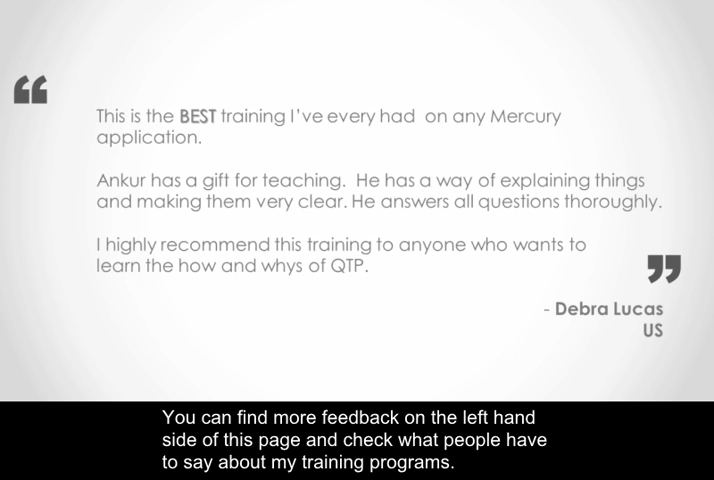 “
This is the BEST training I've every had on any Mercury
application.
Ankur has a gift for teaching. He has a way of explaining things
and making them very clear. He answers all questions thoroughly.
I highly recommend this training to anyone who wants to
learn the how and whys of QTP.
”
- Debra Lucas
US
You can find more feedback on the left hand
side of this page and check what people have
to say about my training programs.